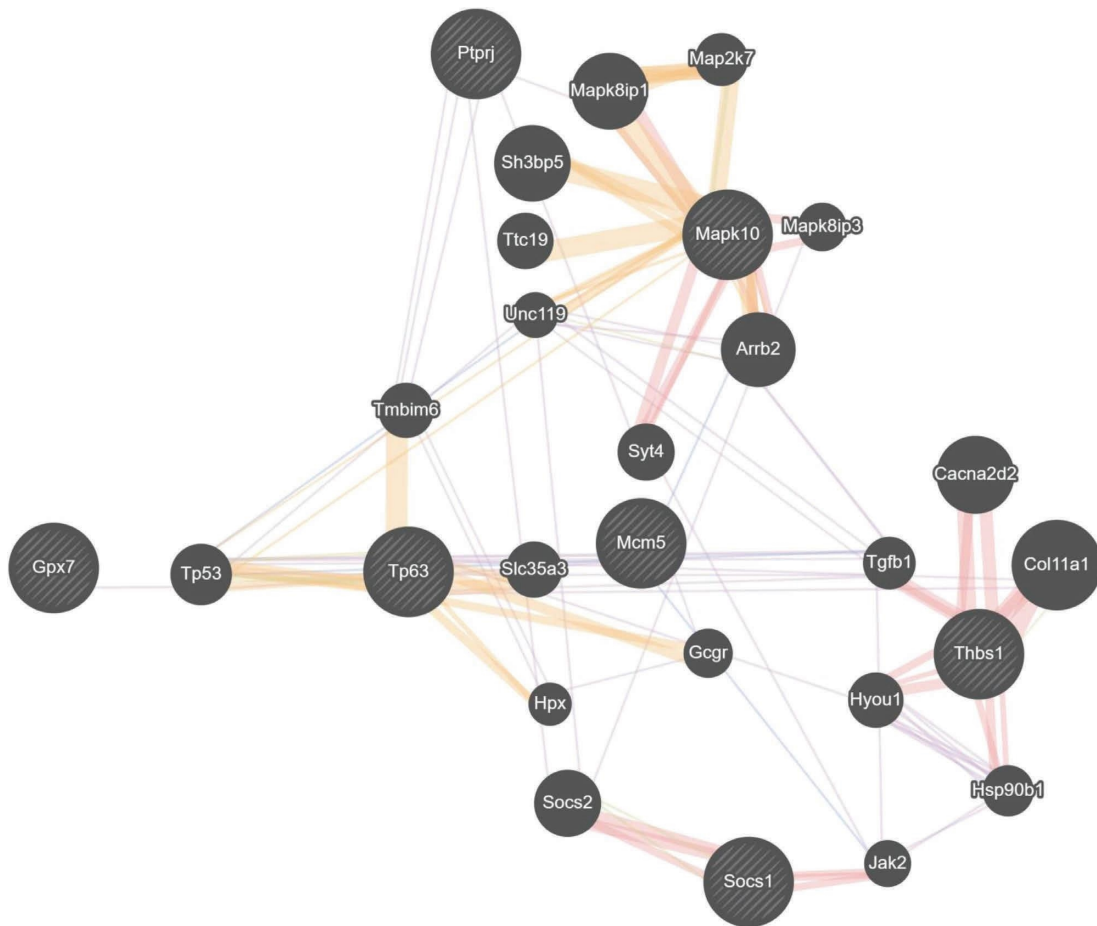 Ptprj
Map2k7
Mapk8ip1
Sh3bp5
Mapk10
Mapk8ip3
Ttc19
Unc119
Arrb2
Tmbim6
Syt4
Cacna2d2
Mcm5
Gpx7
Tp53
Tp63
Slc35a3
Tgfb1
Col11a1
Gcgr
Thbs1
Hpx
Hyou1
Hsp90b1
Socs2
Jak2
Socs1